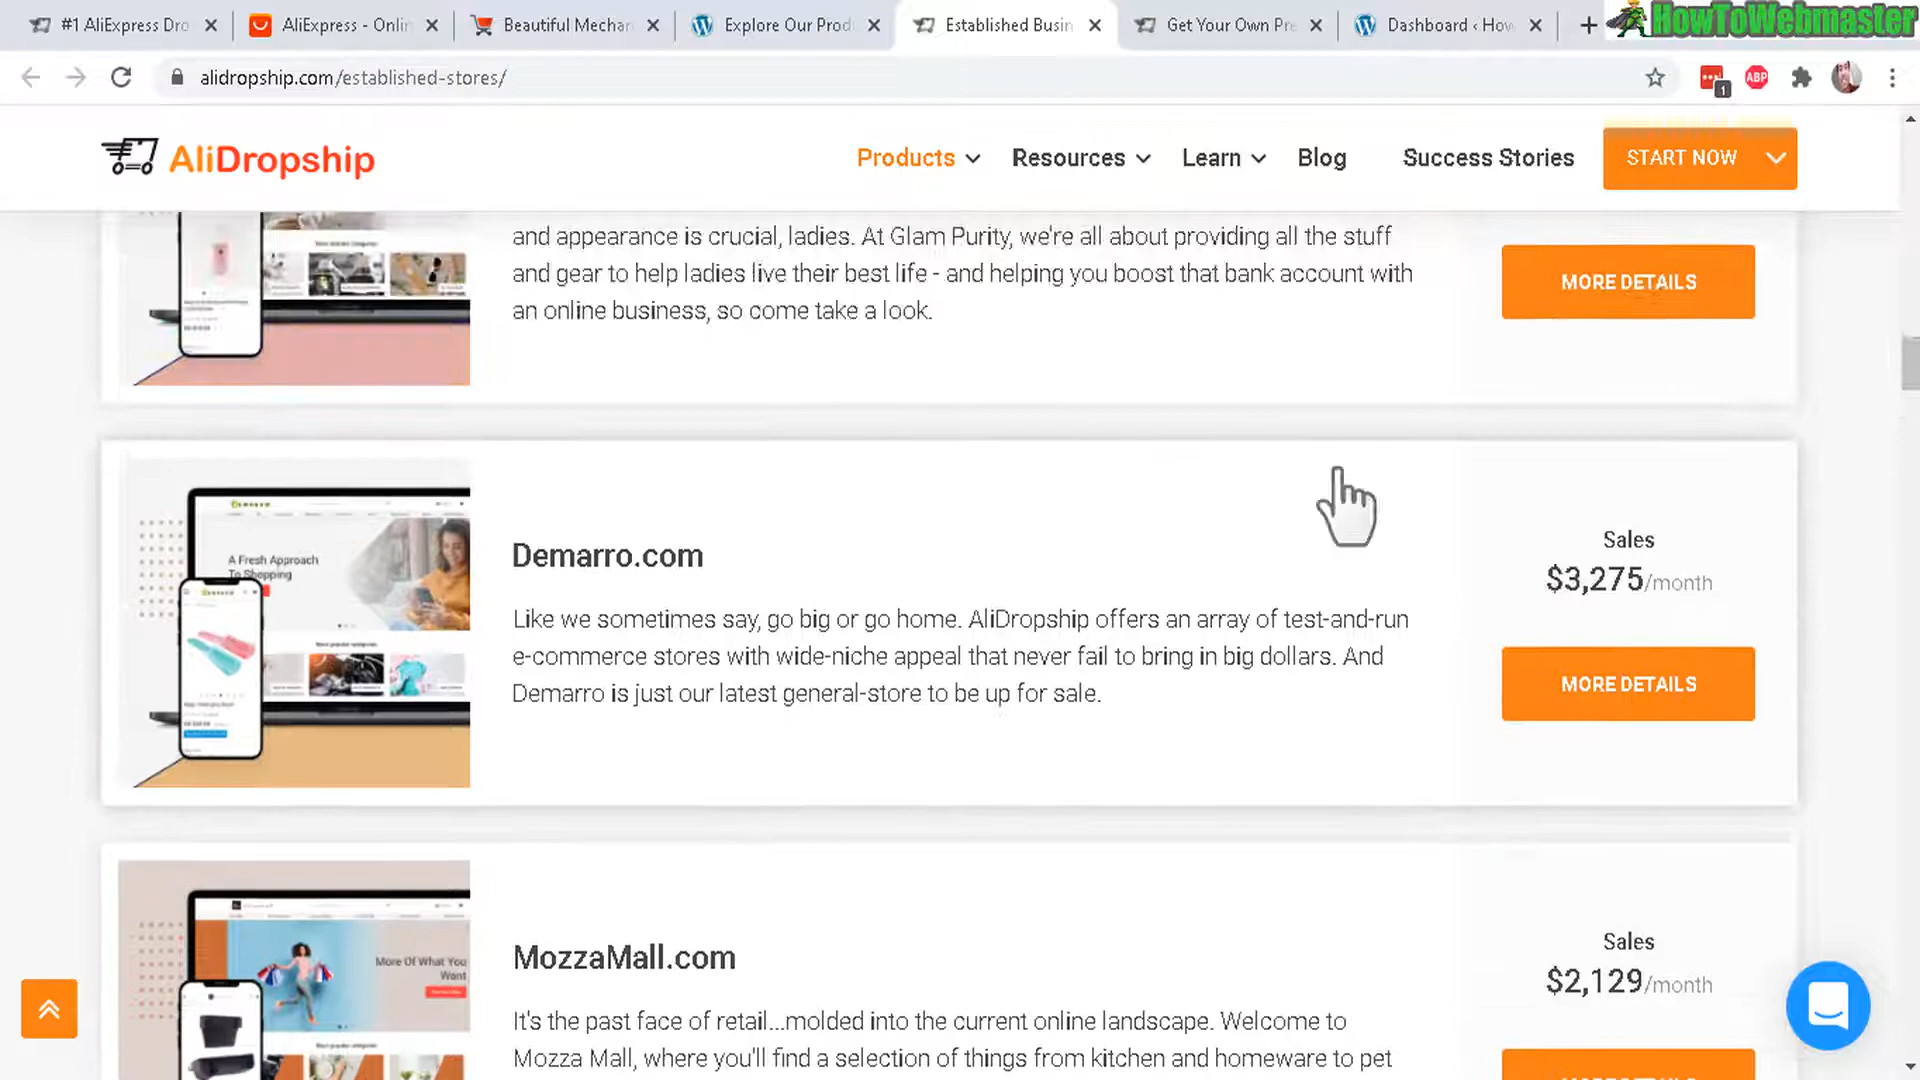 #1 AliExpress Dro
AliExpress - Onlin
Beautiful Mechan
Explore Our Prod
Established Busin
Get Your Own Pre
Dashboard ‹ How
HowToWebmaster
alidropship.com/established-stores/
ABP
1
AliDropship
Products
Resources
Learn
Blog
Success Stories
START NOW
and appearance is crucial, ladies. At Glam Purity, we're all about providing all the stuff
and gear to help ladies live their best life - and helping you boost that bank account with
an online business, so come take a look.
MORE DETAILS
A Fresh Approach
To Shopping
Demarro.com
Like we sometimes say, go big or go home. AliDropship offers an array of test-and-run
e-commerce stores with wide-niche appeal that never fail to bring in big dollars. And
Demarro is just our latest general-store to be up for sale.
Sales
$3,275/month
MORE DETAILS
More Of What You
Want
MozzaMall.com
It's the past face of retail...molded into the current online landscape. Welcome to
Mozza Mall, where you'll find a selection of things from kitchen and homeware to pet
Sales
$2,129/month